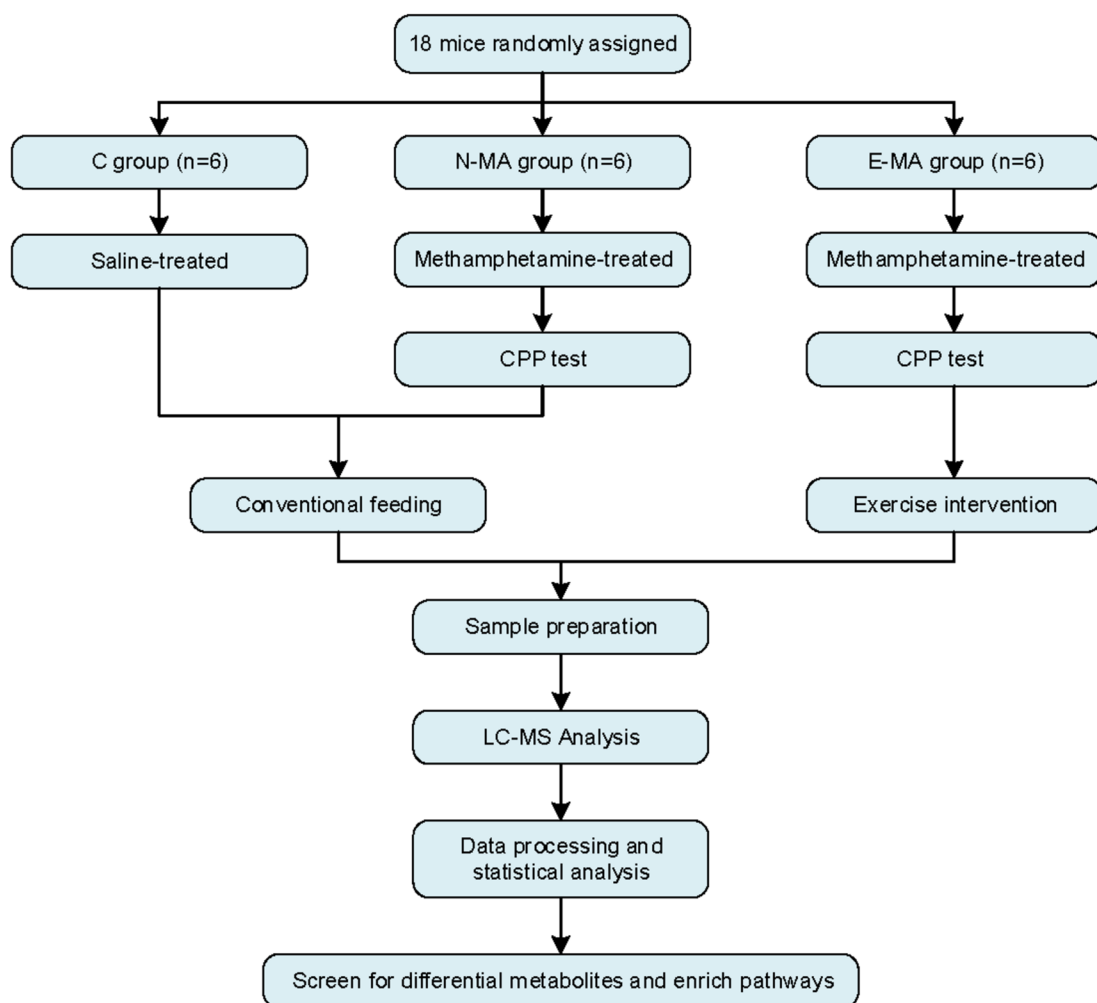 18 mice randomly assigned
C group (n=6)
N-MA group (n=6)
E-MA group (n=6)
Saline-treated
Methamphetamine-treated
Methamphetamine-treated
CPP test
CPP test
Conventional feeding
Exercise intervention
Sample preparation
LC-MS Analysis
Data processing and
statistical analysis
Screen for differential metabolites and enrich pathways